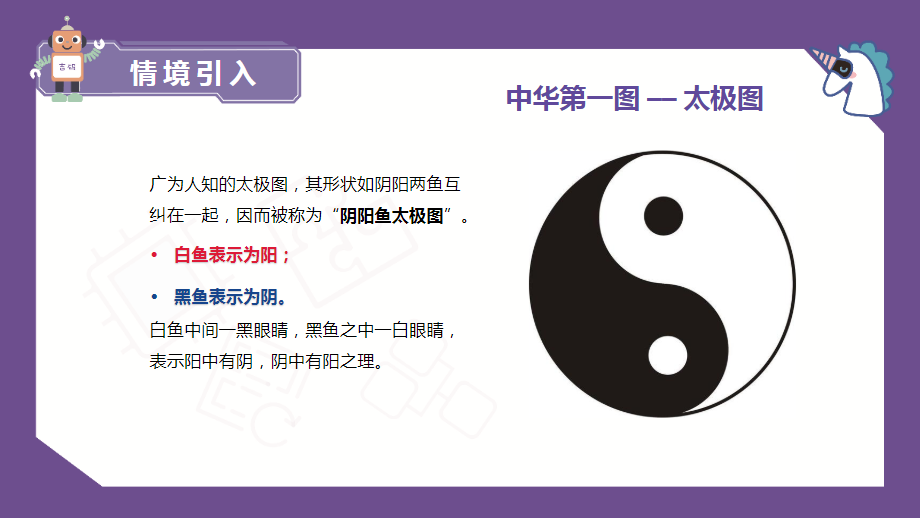 情境引入
中华第一图 — 太极图
广为人知的太极图，其形状如阴阳两鱼互
纠在一起，因而被称为“阴阳鱼太极图”。
• 白鱼表示为阳；
• 黑鱼表示为阴。
白鱼中间一黑眼睛，黑鱼之中一白眼睛，
表示阳中有阴，阴中有阳之理。